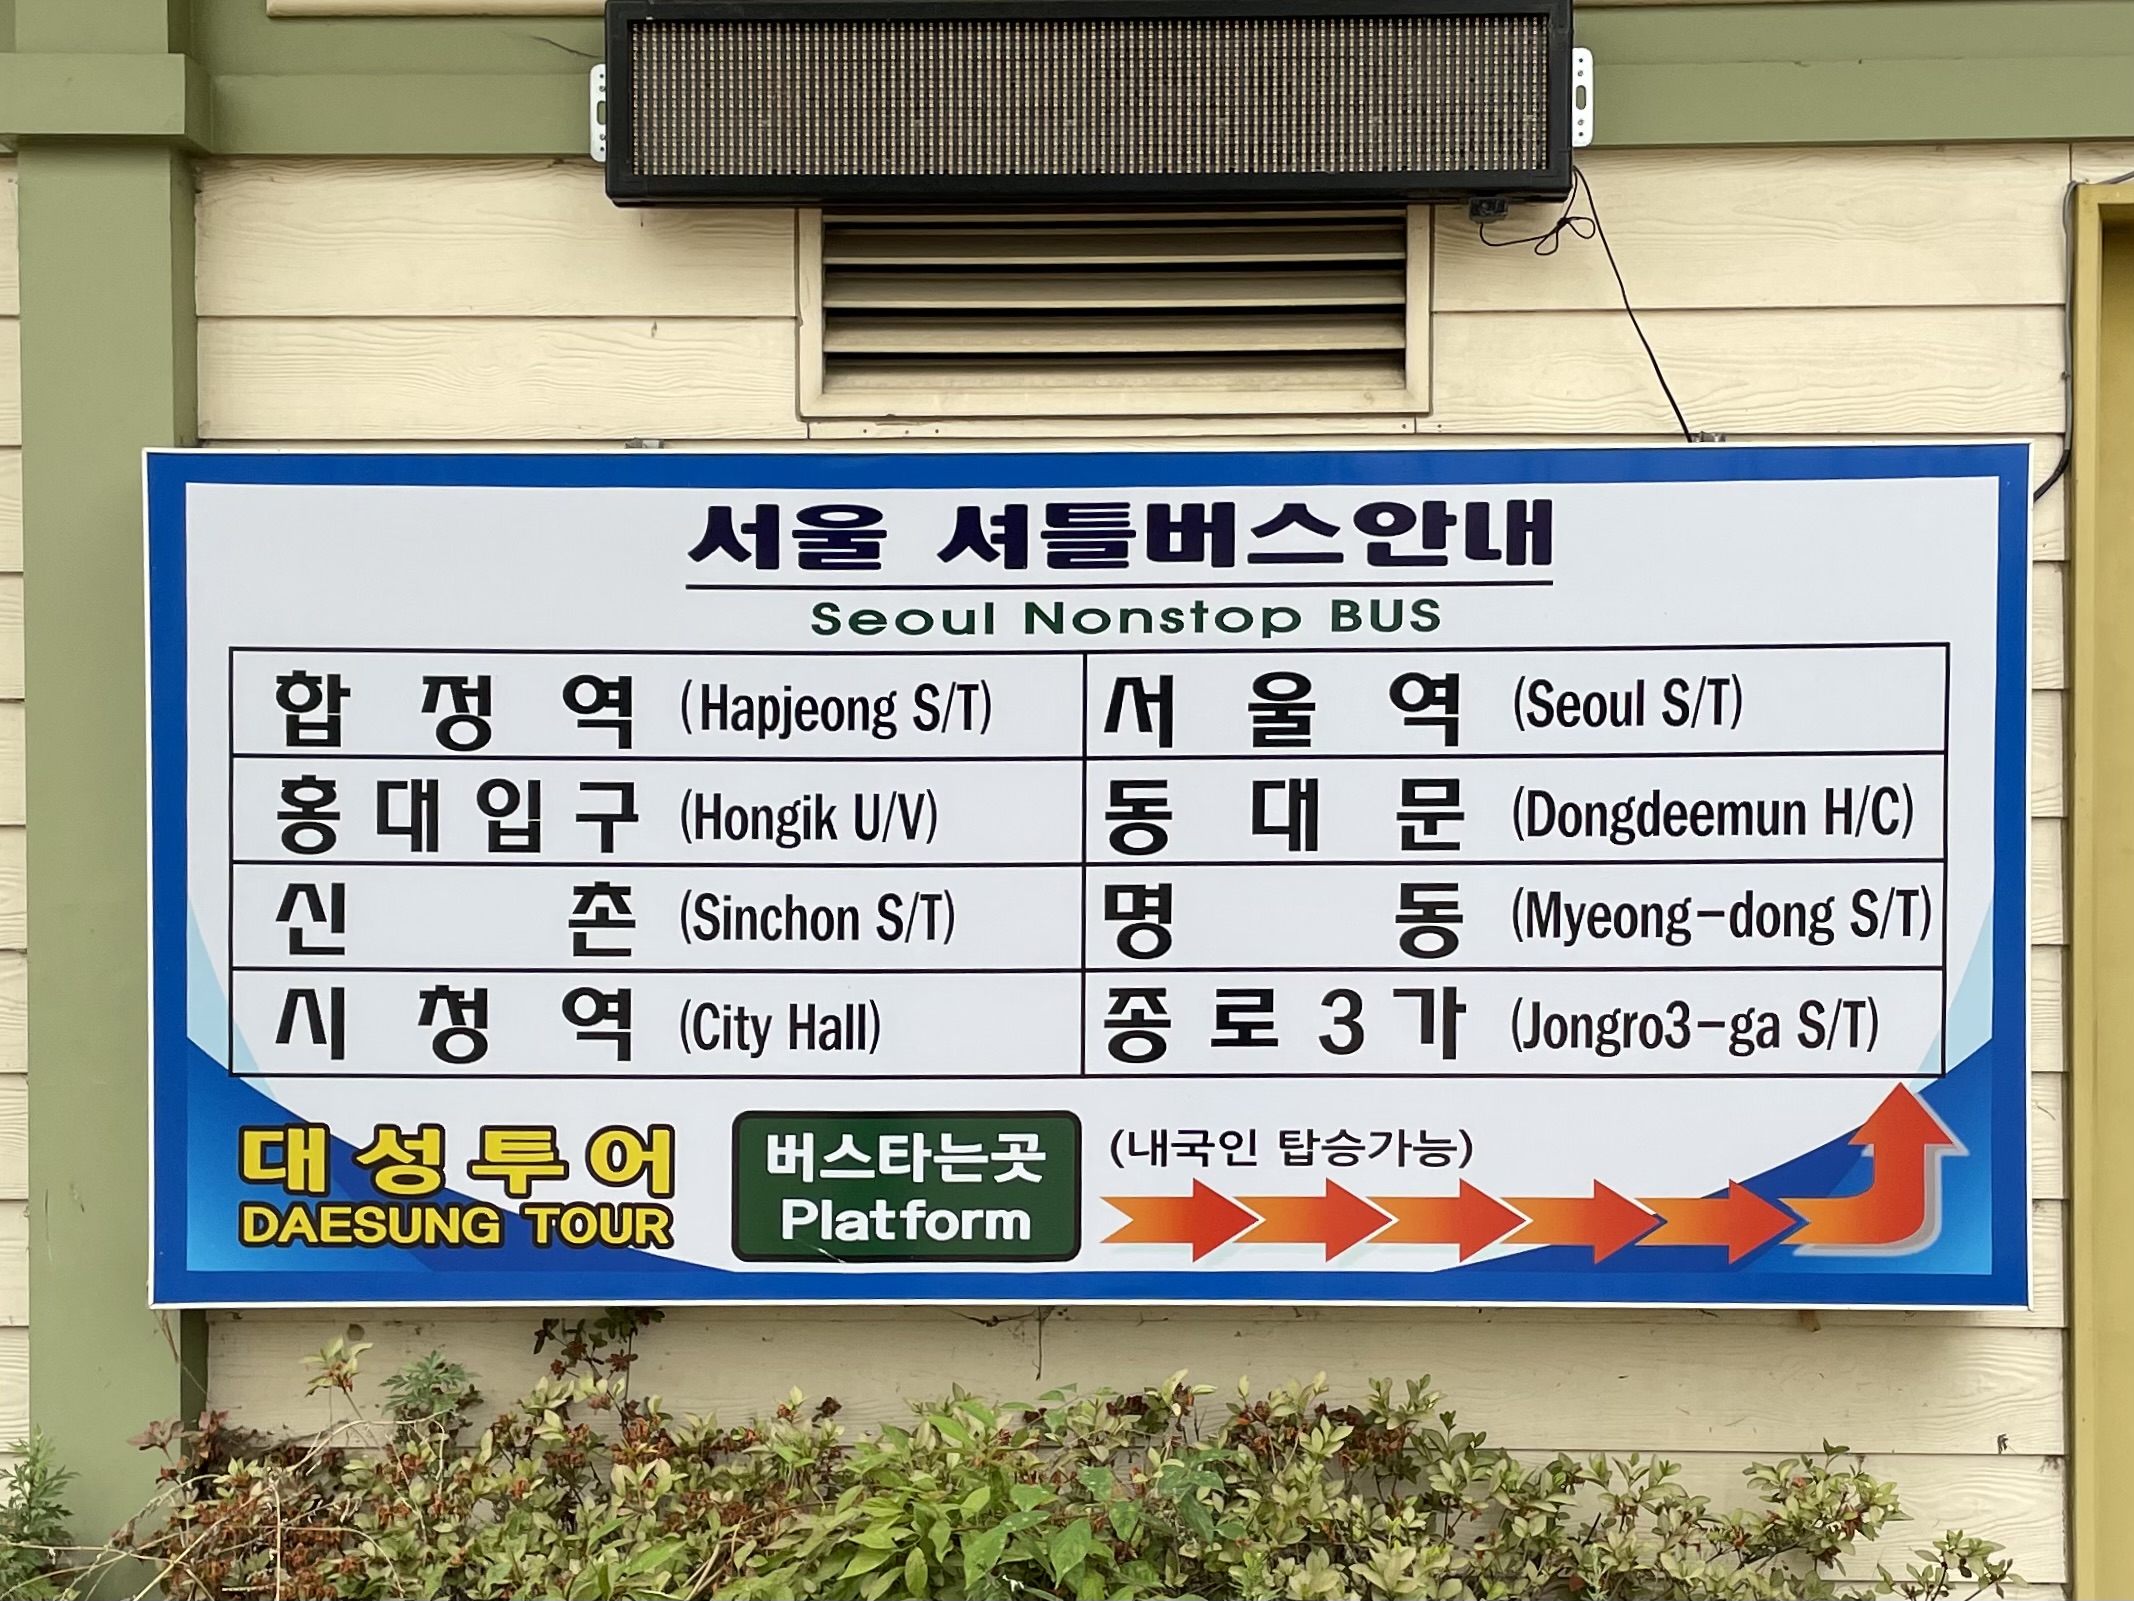 서울 셔틀버스안내
Seoul Nonstop BUS
합정역 (Hapjeong S/T) 서울역 (Seoul S/T)
홍대입구 (Hongik U/V) 동대문 (Dongdeemun H/C)
신촌 (Sinchon S/T) 명동 (Myeong-dong S/T)
시청역 (City Hall) 종로3가 (Jongro3-ga S/T)
대성투어 버스타는곳 (내국인 탑승가능)
DAESUNG TOUR Platform